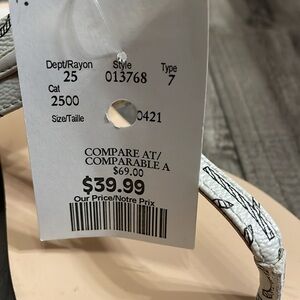 Dept/Rayon Style Type
25 013768 7
Cat
2500
Size/Taille 0421
COMPARE AT/
COMPARABLE A
$69.00
$39.99
Our Price/Notre Prix